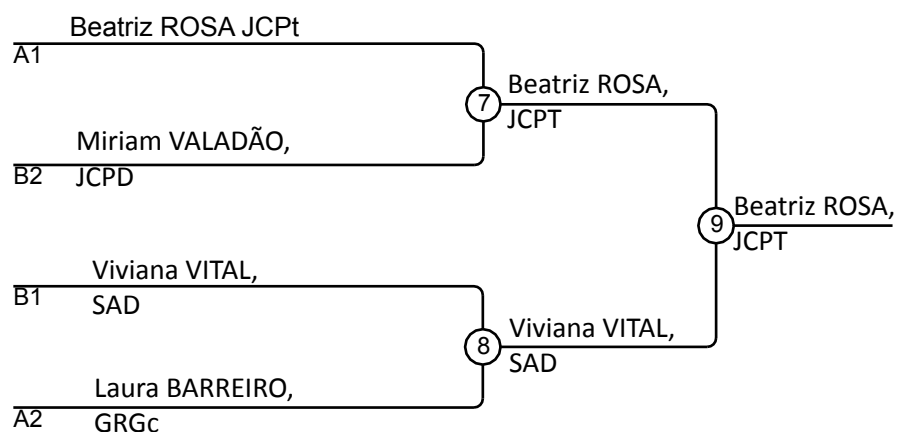 Beatriz ROSA JCPt
A1
7
Beatriz ROSA,
JCPT
Miriam VALADÃO,
B2 JCPD
9
Beatriz ROSA,
JCPT
Viviana VITAL,
B1 SAD
8
Viviana VITAL,
SAD
Laura BARREIRO,
A2 GRGc